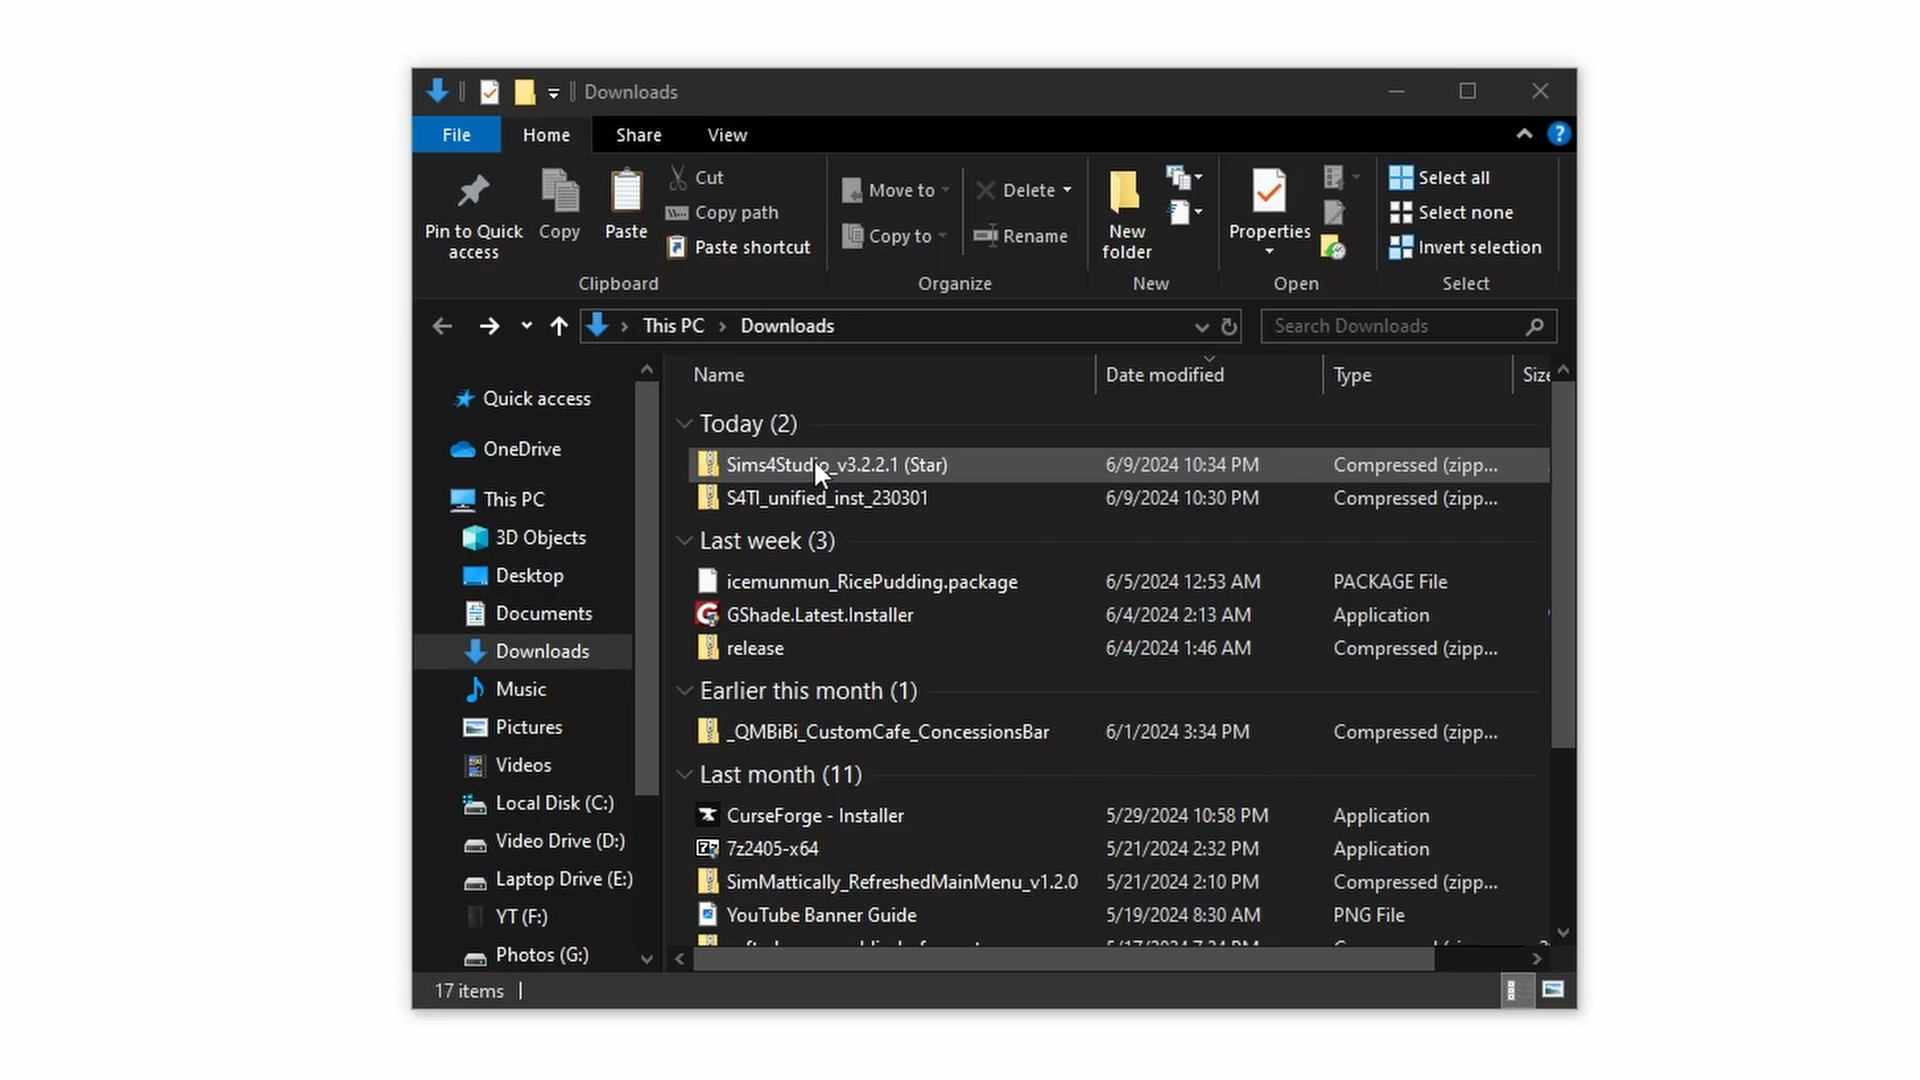 Downloads
File Home Share View
Pin to Quick access
Copy
Paste
Cut
Copy path
Paste shortcut
Clipboard
Move to
Copy to
Delete
Rename
Organize
New folder
New
Properties
Open
Select all
Select none
Invert selection
Select
This PC > Downloads
Search Downloads
Quick access
OneDrive
This PC
3D Objects
Desktop
Documents
Downloads
Music
Pictures
Videos
Local Disk (C:)
Video Drive (D:)
Laptop Drive (E:)
YT (F:)
Photos (G:)
Name Date modified Type Size
Today (2)
Sims4Studio_v3.2.2.1 (Star) 6/9/2024 10:34 PM Compressed (zipp...
S4TI_unified_inst_230301 6/9/2024 10:30 PM Compressed (zipp...
Last week (3)
icemunmun_RicePudding.package 6/5/2024 12:53 AM PACKAGE File
GShade.Latest.Installer 6/4/2024 2:13 AM Application
release 6/4/2024 1:46 AM Compressed (zipp...
Earlier this month (1)
_QMBiBi_CustomCafe_ConcessionsBar 6/1/2024 3:34 PM Compressed (zipp...
Last month (11)
CurseForge - Installer 5/29/2024 10:58 PM Application
7z2405-x64 5/21/2024 2:32 PM Application
SimMattically_RefreshedMainMenu_v1.2.0 5/21/2024 2:10 PM Compressed (zipp...
YouTube Banner Guide 5/19/2024 8:30 AM PNG File
17 items